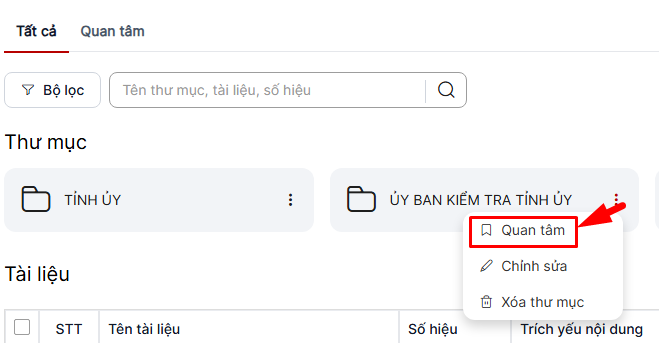 Tất cả Quan tâm
Bộ lọc Tên thư mục, tài liệu, số hiệu
Thư mục
TỈNH ỦY ỦY BAN KIỂM TRA TỈNH ỦY
Quan tâm
Chỉnh sửa
Xóa thư mục
Tài liệu
STT Tên tài liệu Số hiệu Trích yếu nội dung